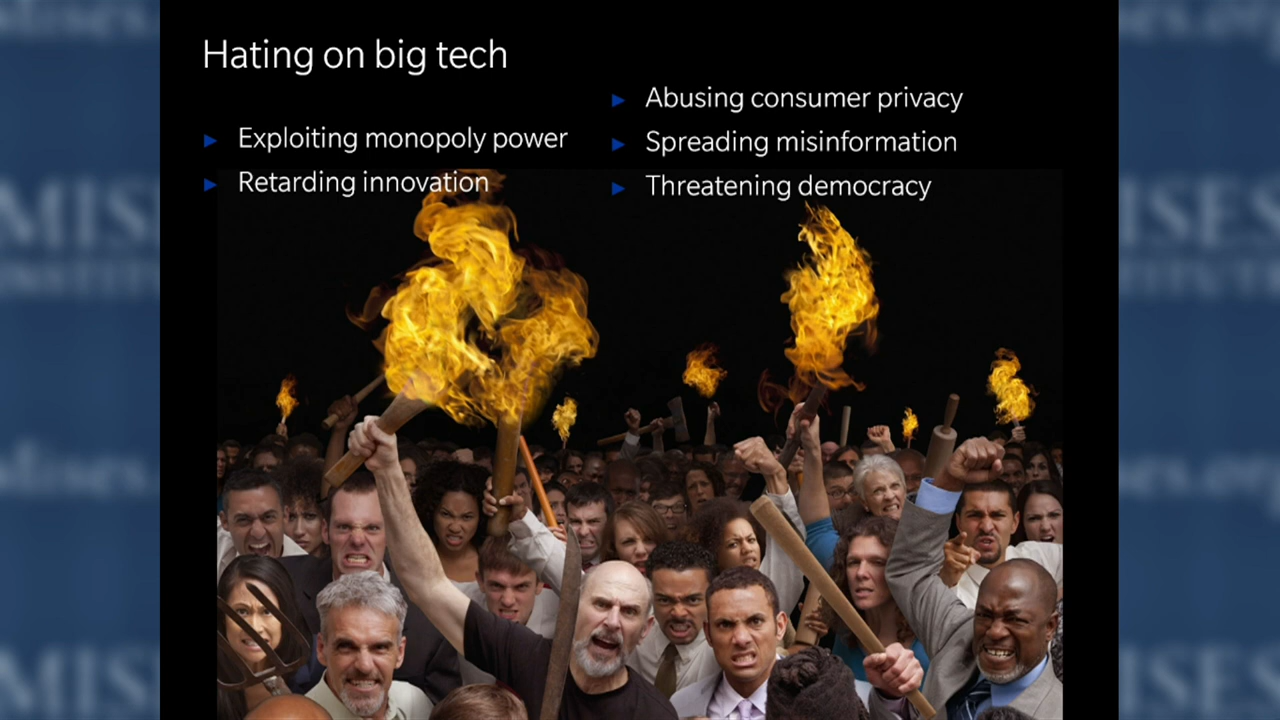 Hating on big tech
Exploiting monopoly power
Retarding innovation
Abusing consumer privacy
Spreading misinformation
Threatening democracy